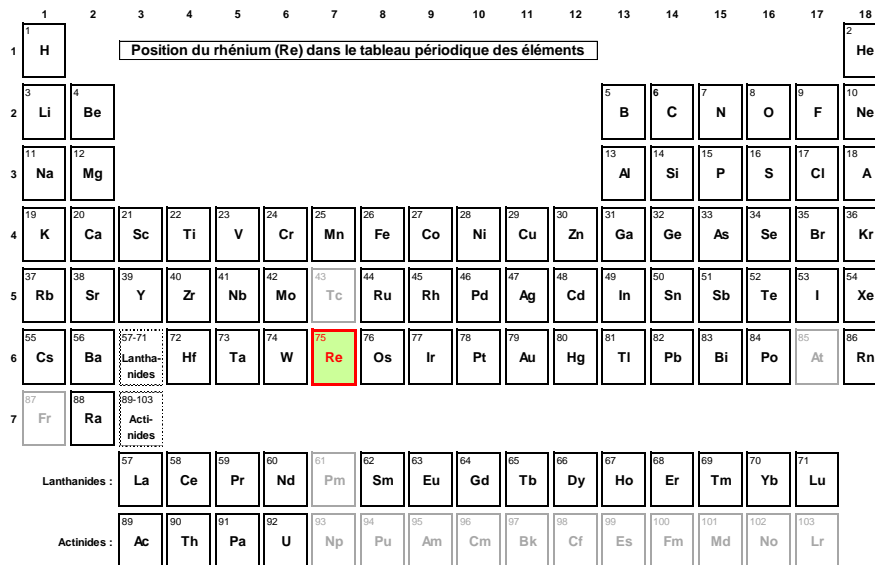 1 2 3 4 5 6 7 8 9 10 11 12 13 14 15 16 17 18
Position du rhénium (Re) dans le tableau périodique des éléments
1 2
1 H He
3 4 5 6 7 8 9 10
2 Li Be B C N O F Ne
11 12 13 14 15 16 17 18
3 Na Mg Al Si P S Cl A
19 20 21 22 23 24 25 26 27 28 29 30 31 32 33 34 35 36
4 K Ca Sc Ti V Cr Mn Fe Co Ni Cu Zn Ga Ge As Se Br Kr
37 38 39 40 41 42 43 44 45 46 47 48 49 50 51 52 53 54
5 Rb Sr Y Zr Nb Mo Tc Ru Rh Pd Ag Cd In Sn Sb Te I Xe
55 56 57-71 72 73 74 75 76 77 78 79 80 81 82 83 84 85 86
6 Cs Ba Lantha- Hf Ta W Re Os Ir Pt Au Hg Tl Pb Bi Po At Rn
nides
87 88 89-103
7 Fr Ra Acti-
nides
57 58 59 60 61 62 63 64 65 66 67 68 69 70 71
Lanthanides : La Ce Pr Nd Pm Sm Eu Gd Tb Dy Ho Er Tm Yb Lu
89 90 91 92 93 94 95 96 97 98 99 100 101 102 103
Actinides : Ac Th Pa U Np Pu Am Cm Bk Cf Es Fm Md No Lr